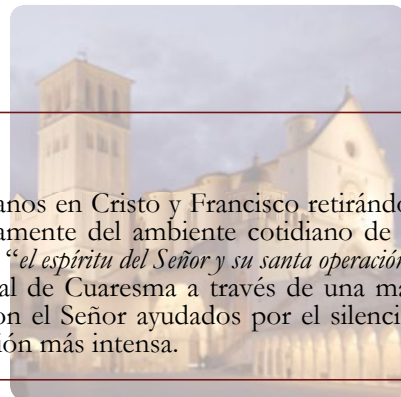 anos en Cristo y Francisco retirándo
amente del ambiente cotidiano de
“el espíritu del Señor y su santa operación
al de Cuaresma a través de una ma
on el Señor ayudados por el silenci
ión más intensa.